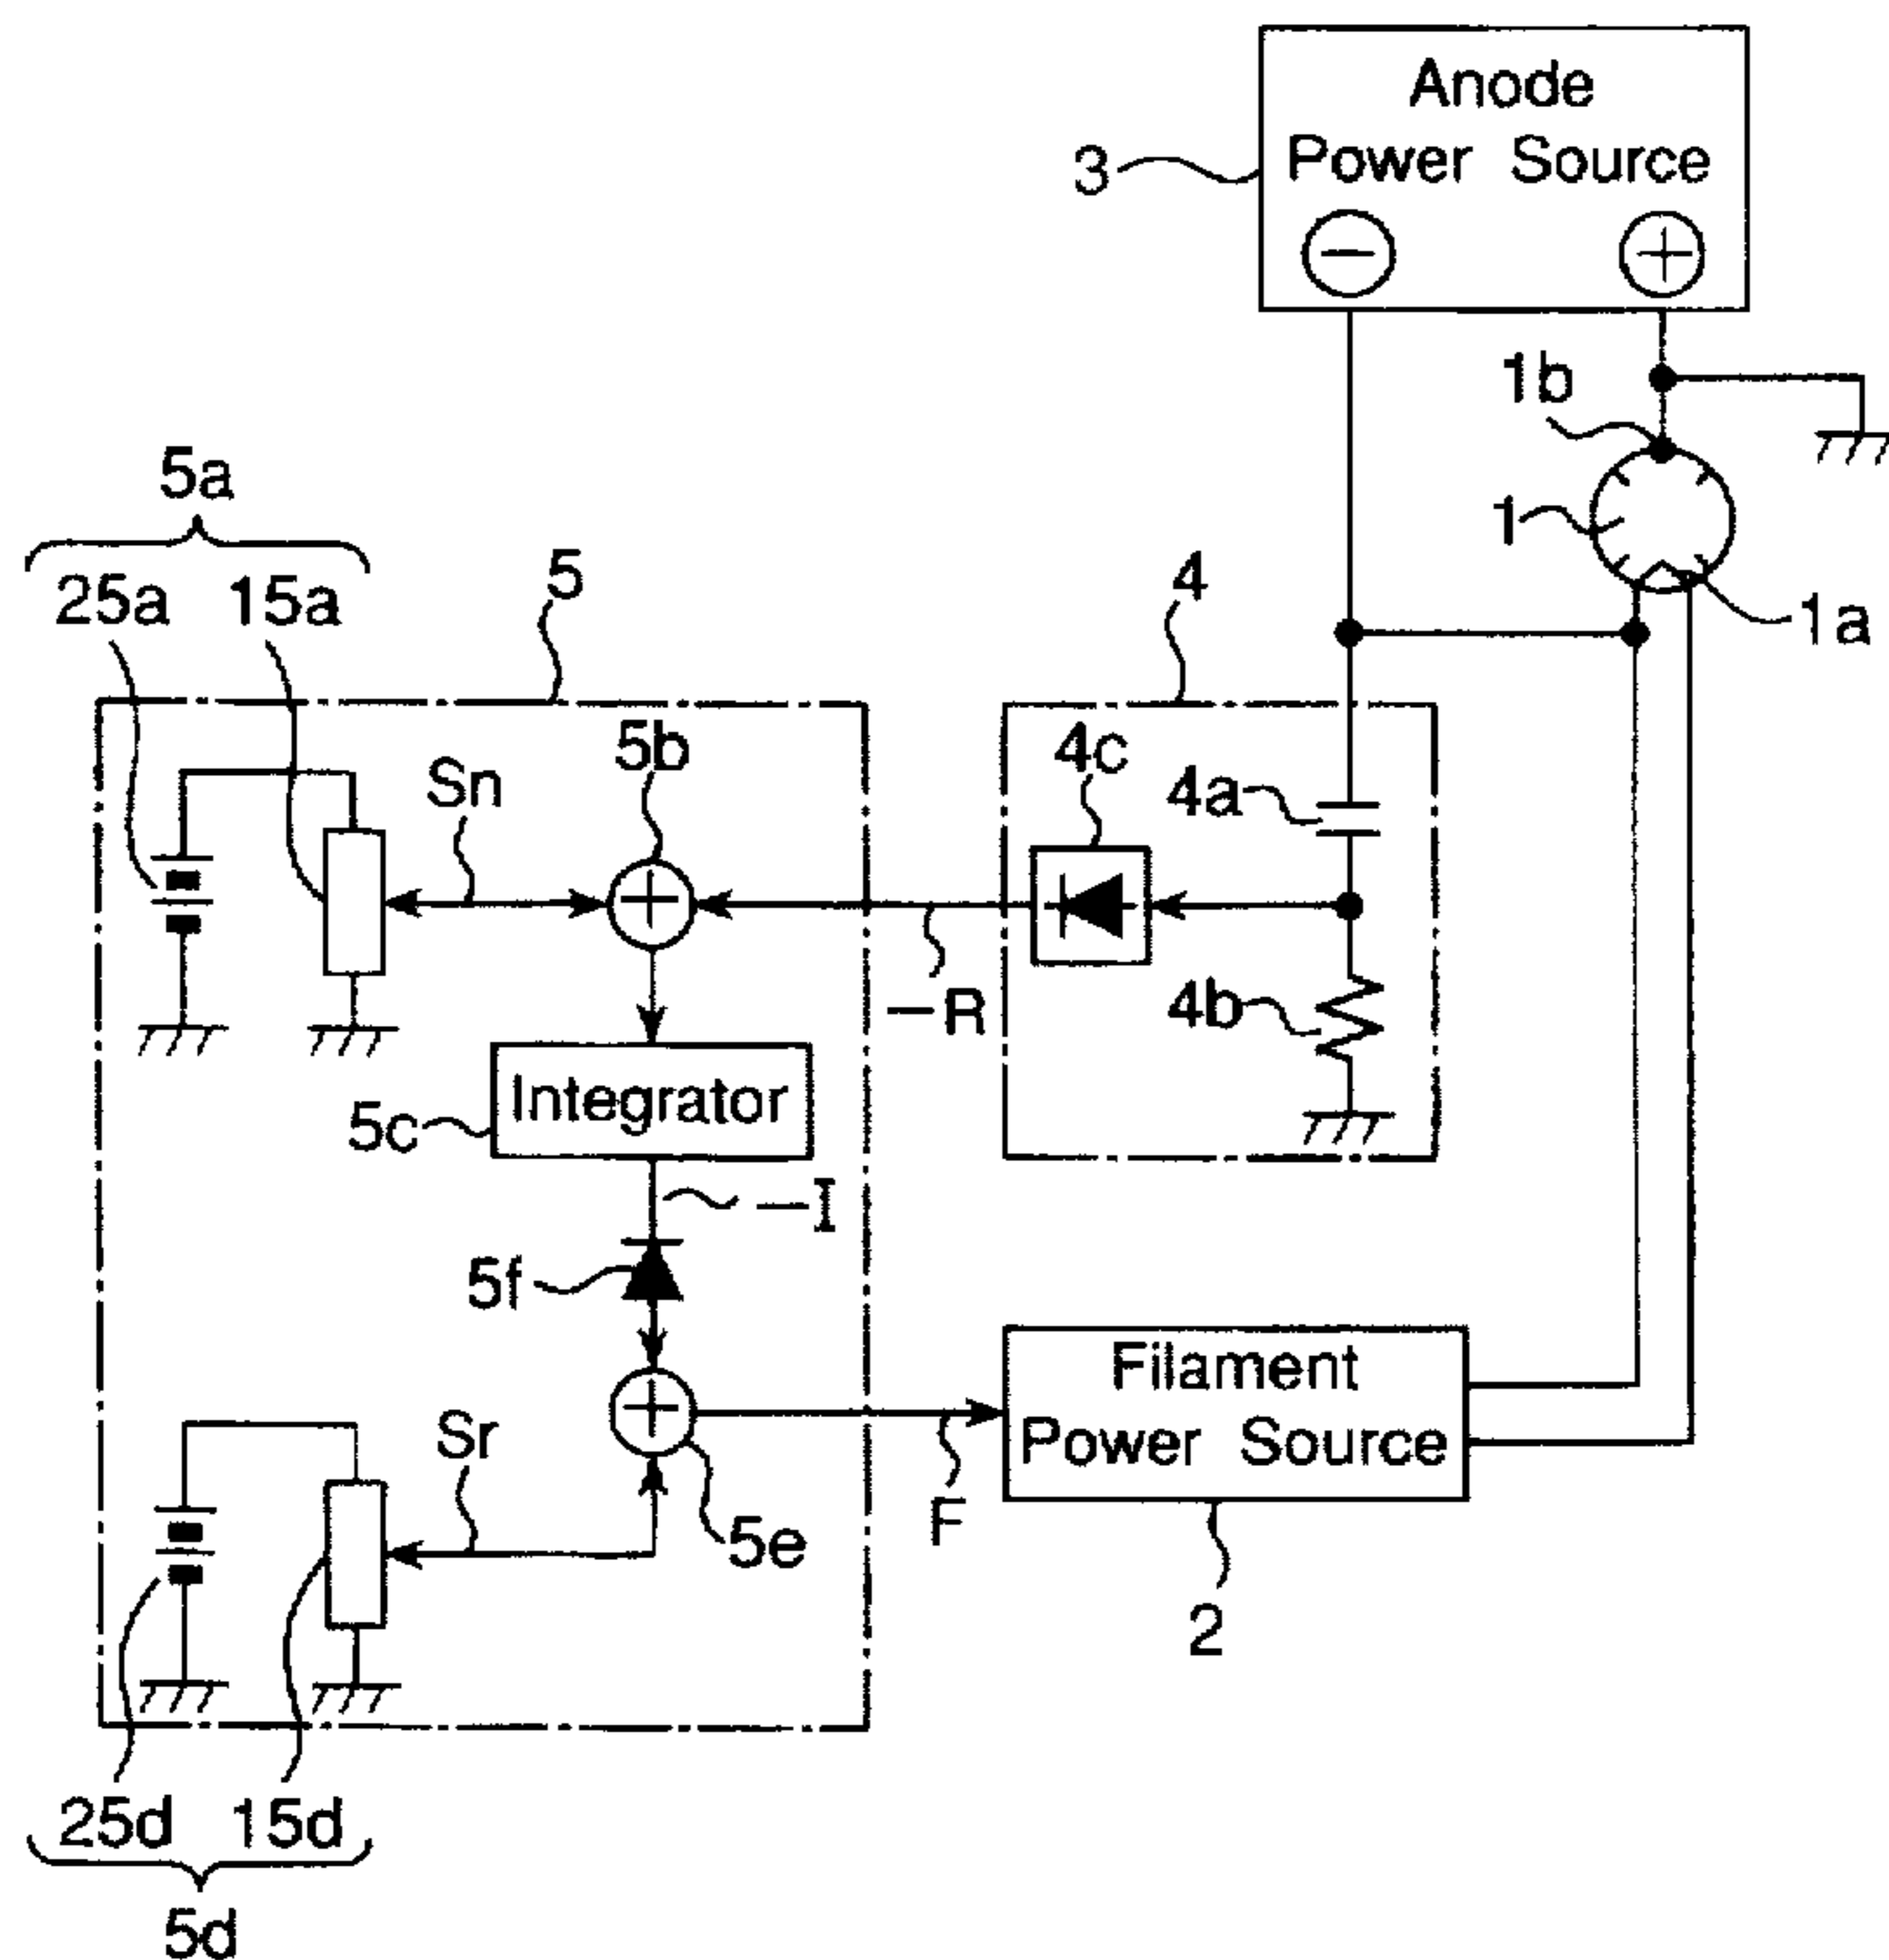 Anode
Power Source
3
1b
5a
1
25a
15a
5
4
1a
5b
4c
Sn
4a
−R
4b
Integrator
5c
−I
5f
Filament
Power Source
Sr
F
5e
2
25d
15d
5d